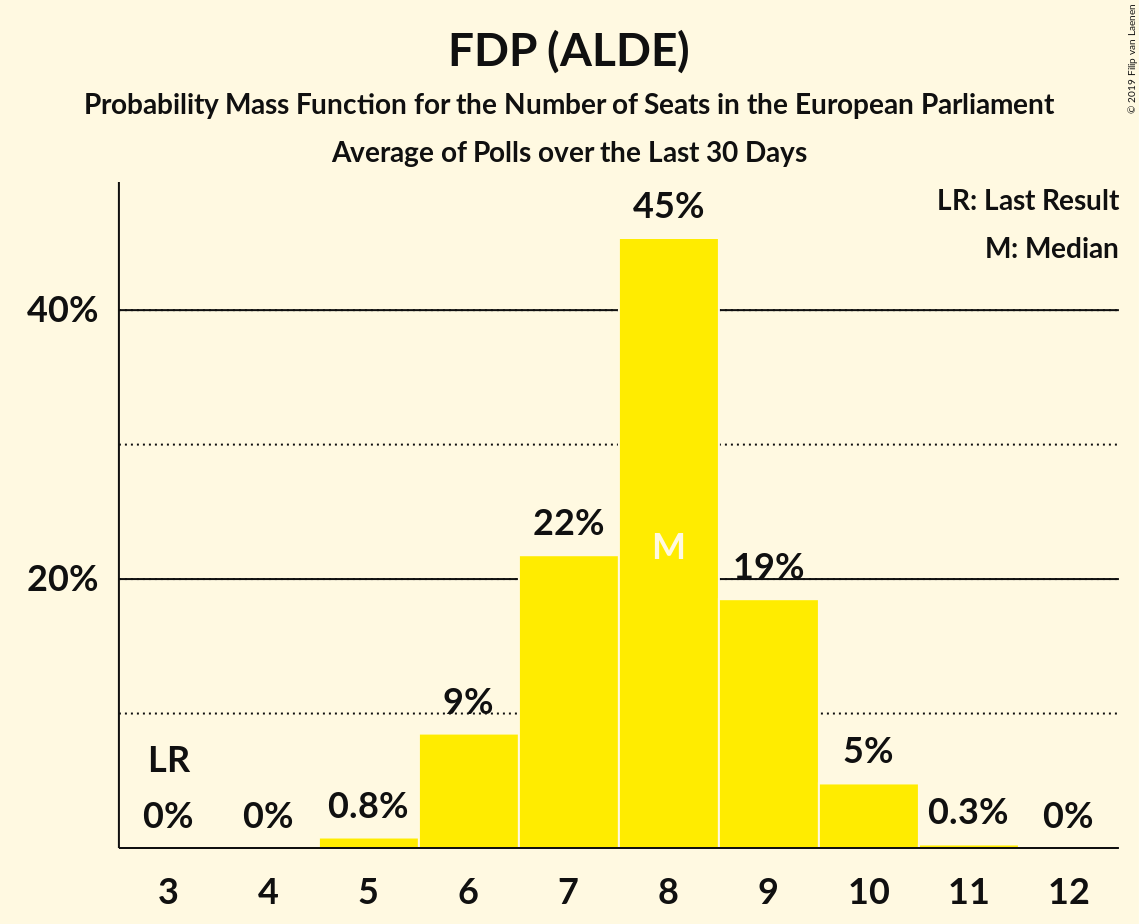 FDP (ALDE)
Probability Mass Function for the Number of Seats in the European Parliament
Average of Polls over the Last 30 Days
© 2019 Filip van Laenen
LR: Last Result
M: Median
45%
40%
22%
M
19%
20%
9%
LR
5%
0%
0%
0.8%
0.3%
0%
3 4 5 6 7 8 9 10 11 12